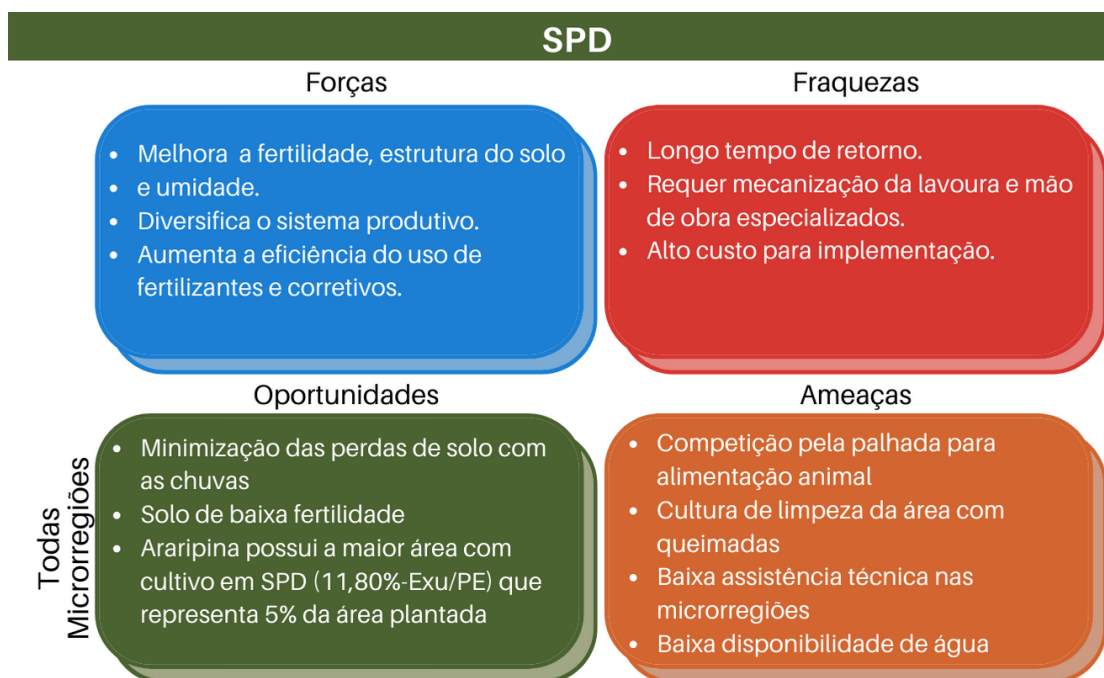 SPD
Forças
Melhora a fertilidade, estrutura do solo
e umidade.
Diversifica o sistema produtivo.
Aumenta a eficiência do uso de
fertilizantes e corretivos.
Fraquezas
Longo tempo de retorno.
Requer mecanização da lavoura e mão
de obra especializados.
Alto custo para implementação.
Todas
Microrregiões
Oportunidades
Minimização das perdas de solo com
as chuvas
Solo de baixa fertilidade
Araripina possui a maior área com
cultivo em SPD (11,80%-Exu/PE) que
representa 5% da área plantada
Ameaças
Competição pela palhada para
alimentação animal
Cultura de limpeza da área com
queimadas
Baixa assistência técnica nas
microrregiões
Baixa disponibilidade de água